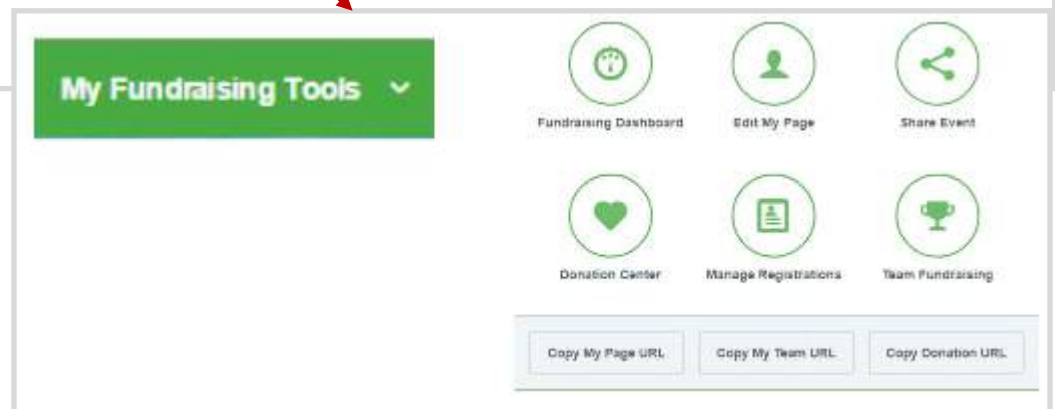 My Fundraising Tools
Fundraising Dashboard
Edit My Page
Share Event
Donation Center
Manage Registrations
Team Fundraising
Copy My Page URL
Copy My Team URL
Copy Donation URL